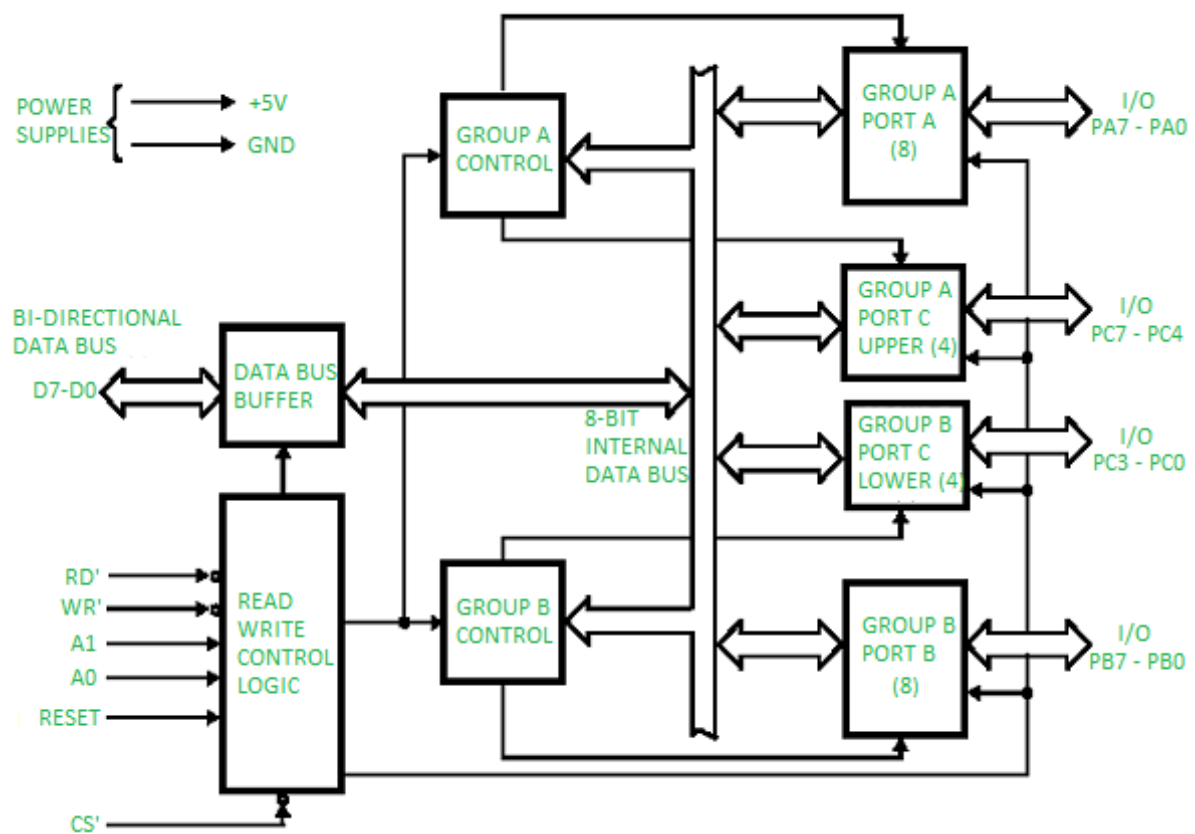 POWER
SUPPLIES
+5V
GND
GROUP A
CONTROL
GROUP A
PORT A
(8)
I/O
PA7 - PA0
GROUP A
PORT C
UPPER (4)
I/O
PC7 - PC4
BI-DIRECTIONAL
DATA BUS
D7-D0
DATA BUS
BUFFER
8-BIT
INTERNAL
DATA BUS
GROUP B
PORT C
LOWER (4)
I/O
PC3 - PC0
RD'
WR'
A1
A0
RESET
CS'
READ
WRITE
CONTROL
LOGIC
GROUP B
CONTROL
GROUP B
PORT B
(8)
I/O
PB7 - PB0